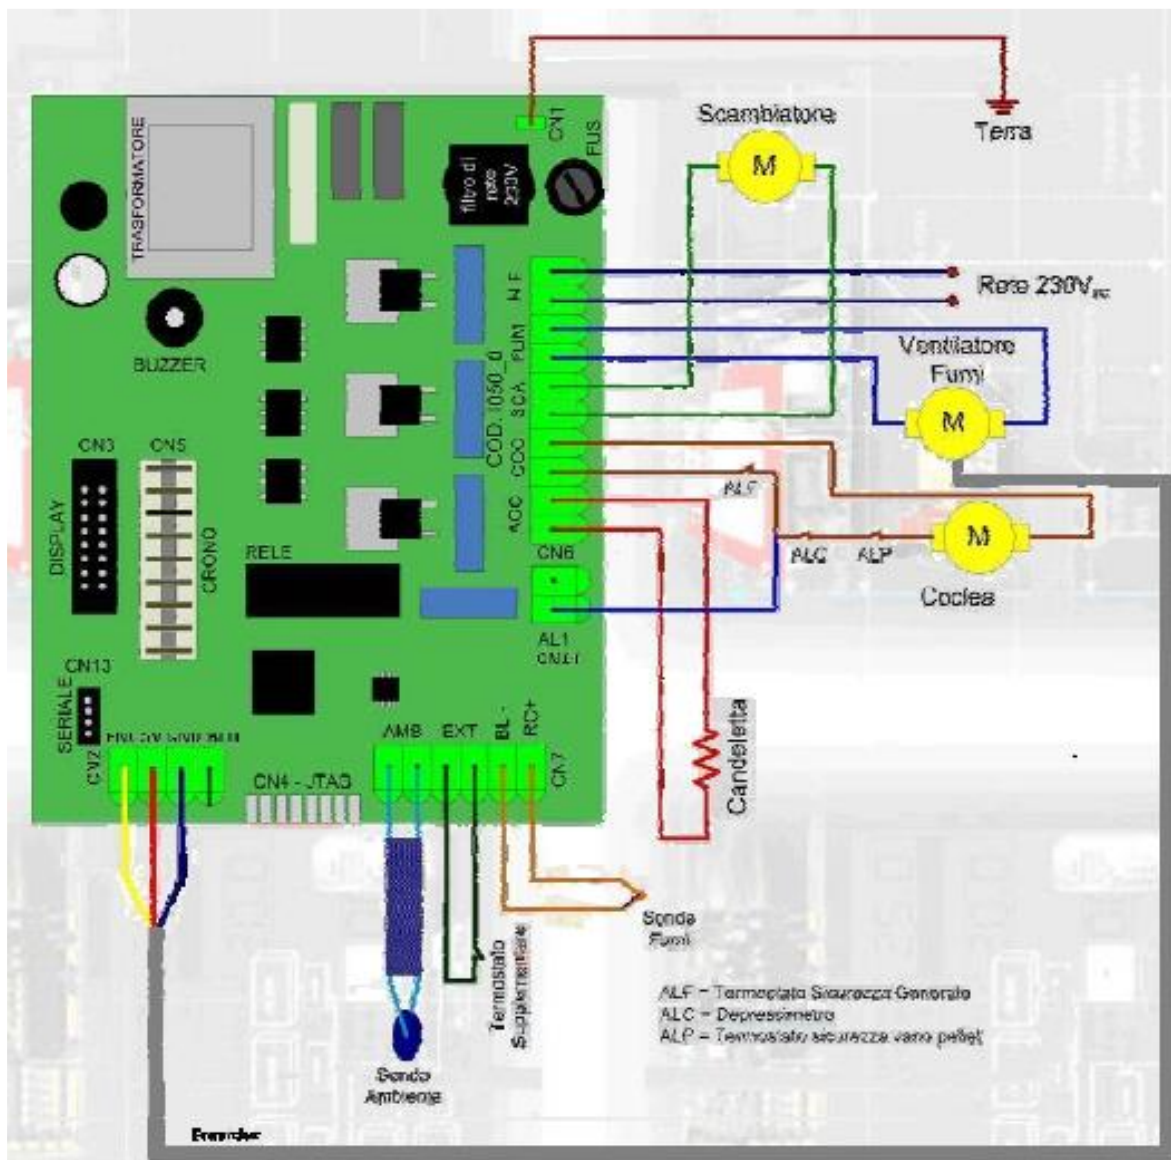 CN1
Terra
Scambiatore
M
TRASFORMATORE
filtro di
rete
230V
FUS
N F
Rete 230Vac
BUZZER
FUM
Ventilatore
Fumi
M
COD. I050_d
SCA
COC
ALF
CN3
CN5
DISPLAY
CRONO
ACC
ALC
ALP
M
Coclea
RELE
CN6
AL1
CN13
SERIALE
CN2
AMB
EXT
BL -
RC+
CN7
CN4 - JTAG
Candeletta
Sonda
Fumi
Termostato
Supplementare
ALF = Termostato Sicurezza Generale
ALC = Depressimetro
ALP = Termostato sicurezza vano pellet
Sonda
Ambiente
Encoder